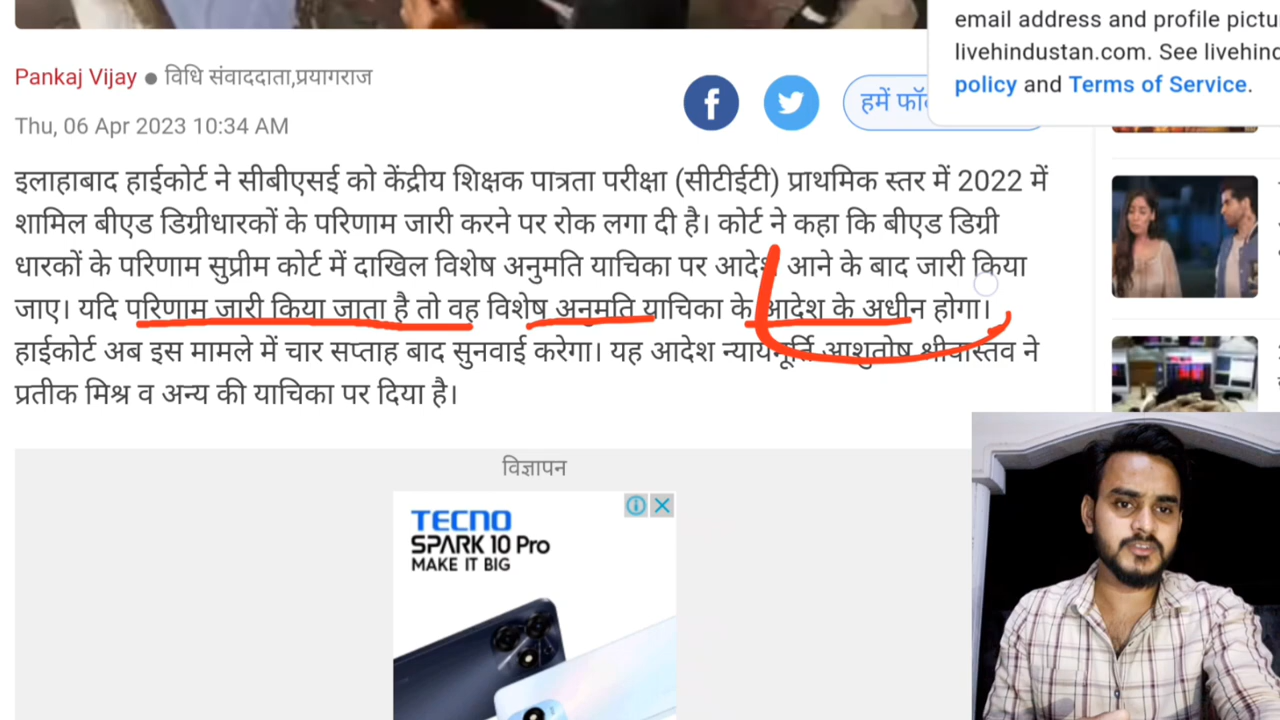 email address and profile pictu
livehindustan.com. See livehind
policy and Terms of Service.
Pankaj Vijay ● विधि संवाददाता,प्रयागराज
हमें फॉ
Thu, 06 Apr 2023 10:34 AM
इलाहाबाद हाईकोर्ट ने सीबीएसई को केंद्रीय शिक्षक पात्रता परीक्षा (सीटीईटी) प्राथमिक स्तर में 2022 में
शामिल बीएड डिग्रीधारकों के परिणाम जारी करने पर रोक लगा दी है। कोर्ट ने कहा कि बीएड डिग्री
धारकों के परिणाम सुप्रीम कोर्ट में दाखिल विशेष अनुमति याचिका पर आदेश आने के बाद जारी किया
जाए। यदि परिणाम जारी किया जाता है तो वह विशेष अनुमति याचिका के आदेश के अधीन होगा।
हाईकोर्ट अब इस मामले में चार सप्ताह बाद सुनवाई करेगा। यह आदेश न्यायमूर्ति आशुतोष श्रीवास्तव ने
प्रतीक मिश्र व अन्य की याचिका पर दिया है।
विज्ञापन
TECNO
SPARK 10 Pro
MAKE IT BIG